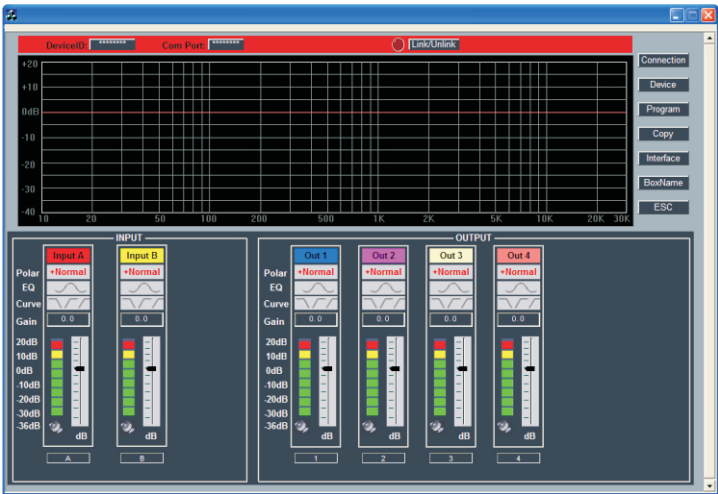 DeviceID: ******** Com Port: ******** Link/Unlink
+20
+10
0dB
-10
-20
-30
-40
10 20 50 100 200 500 1K 2K 5K 10K 20K 30K
Connection
Device
Program
Copy
Interface
BoxName
ESC
INPUT
Input A Input B
Polar +Normal +Normal
EQ
Curve
Gain 0.0 0.0
20dB
10dB
0dB
-10dB
-20dB
-30dB
-36dB
dB dB
A B
OUTPUT
Out 1 Out 2 Out 3 Out 4
Polar +Normal +Normal +Normal +Normal
EQ
Curve
Gain 0.0 0.0 0.0 0.0
20dB
10dB
0dB
-10dB
-20dB
-30dB
-36dB
dB dB dB dB
1 2 3 4